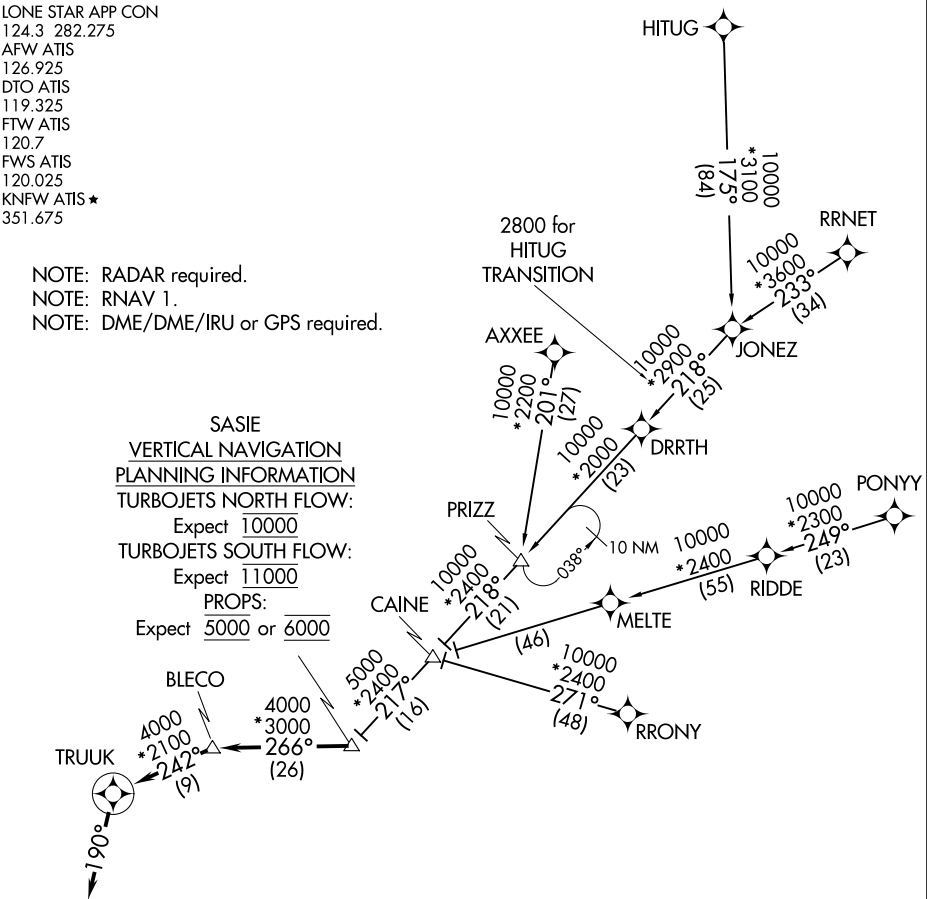 LONE STAR APP CON
124.3 282.275
AFW ATIS
126.925
DTO ATIS
119.325
FTW ATIS
120.7
FWS ATIS
120.025
KNFW ATIS ★
351.675
NOTE: RADAR required.
NOTE: RNAV 1.
NOTE: DME/DME/IRU or GPS required.
HITUG
10000
*3100
175°
(84)
RRNET
10000
*3600
233°
(34)
JONEZ
2800 for
HITUG
TRANSITION
10000
*2900
218°
(25)
AXXEE
10000
*2200
201°
(27)
DRRTH
10000
*2000
(23)
PRIZZ
038°
10 NM
PONYY
10000
*2300
249°
(23)
RIDDE
10000
*2400
(55)
MELTE
(46)
10000
*2400
218°
(21)
CAINE
10000
*2400
271°
(48)
RRONY
SASIE
VERTICAL NAVIGATION
PLANNING INFORMATION
TURBOJETS NORTH FLOW:
Expect 10000
TURBOJETS SOUTH FLOW:
Expect 11000
PROPS:
Expect 5000 or 6000
5000
*2400
217°
(16)
BLECO
4000
*3000
266°
(26)
4000
*2100
242°
(9)
TRUUK
190°